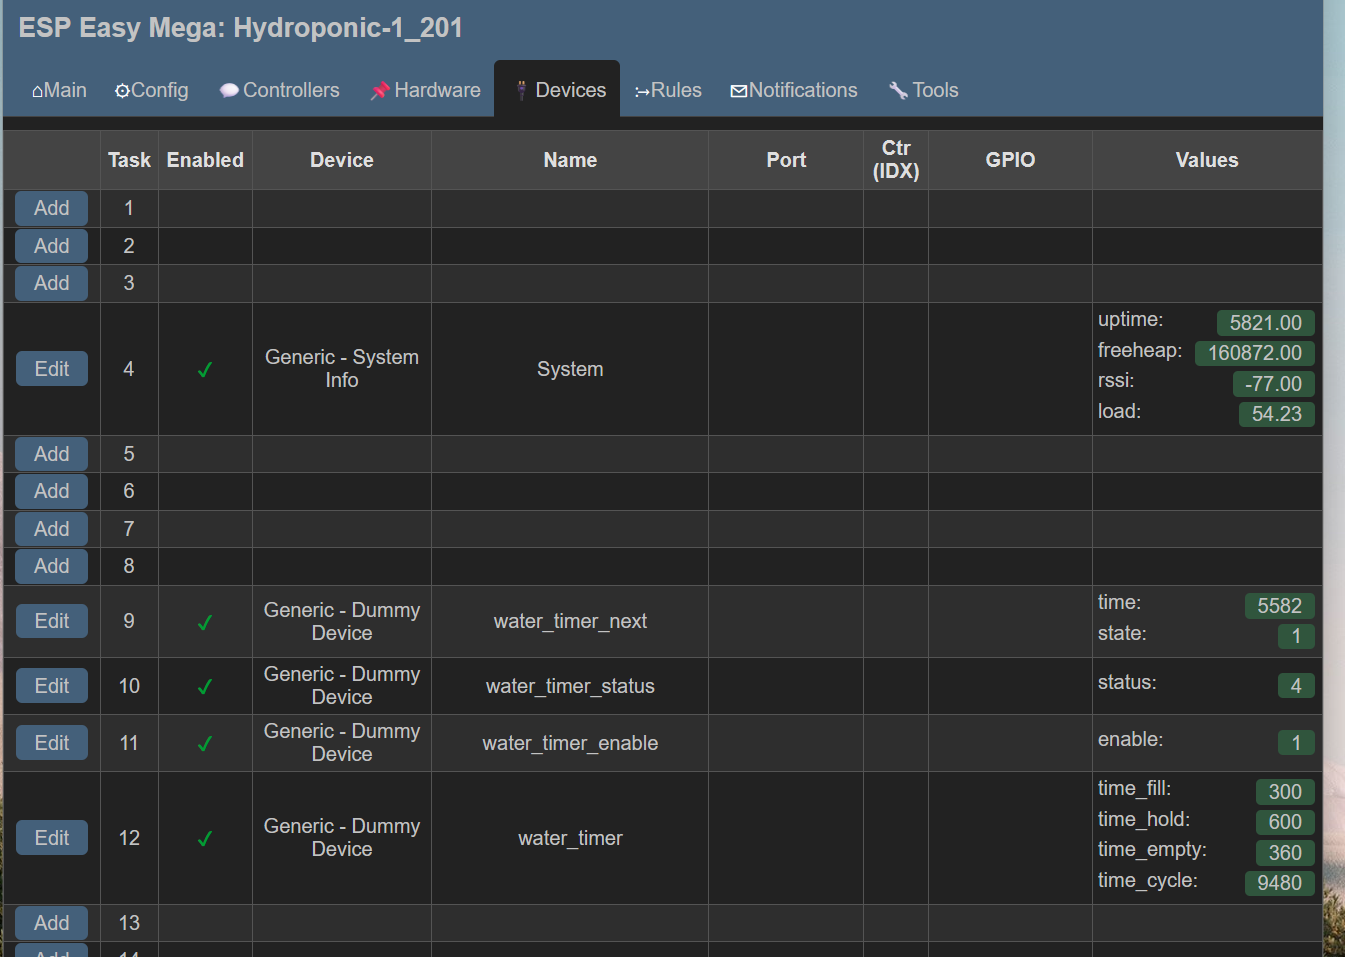 ESP Easy Mega: Hydroponic-1_201
⌂Main ⚙Config Controllers Hardware Devices Rules Notifications Tools
Task Enabled Device Name Port Ctr (IDX) GPIO Values
Add 1
Add 2
Add 3
Edit 4 ✓ Generic - System Info System
uptime: 5821.00
freeheap: 160872.00
rssi: -77.00
load: 54.23
Add 5
Add 6
Add 7
Add 8
Edit 9 ✓ Generic - Dummy Device water_timer_next
time: 5582
state: 1
Edit 10 ✓ Generic - Dummy Device water_timer_status
status: 4
Edit 11 ✓ Generic - Dummy Device water_timer_enable
enable: 1
Edit 12 ✓ Generic - Dummy Device water_timer
time_fill: 300
time_hold: 600
time_empty: 360
time_cycle: 9480
Add 13
Add 14